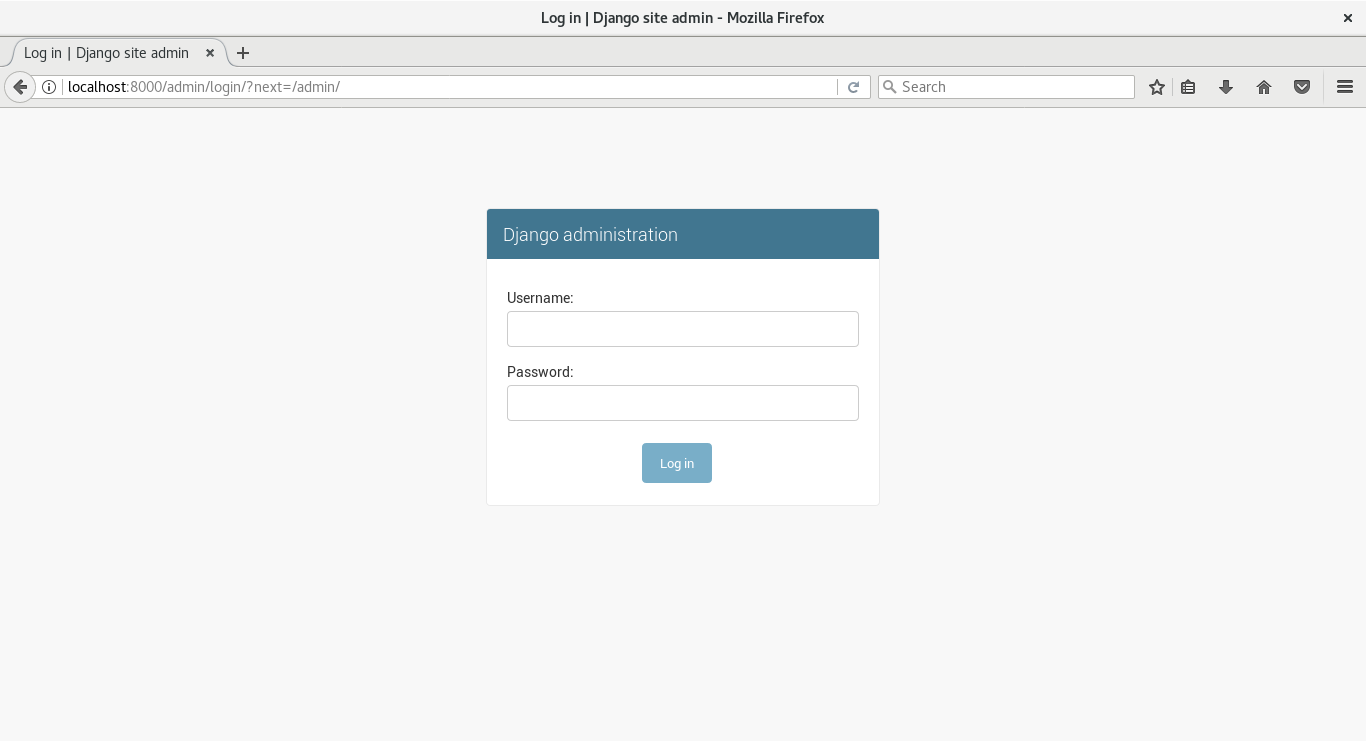 Log in | Django site admin - Mozilla Firefox
Log in | Django site admin
localhost:8000/admin/login/?next=/admin/
Search
Django administration
Username:
Password:
Log in